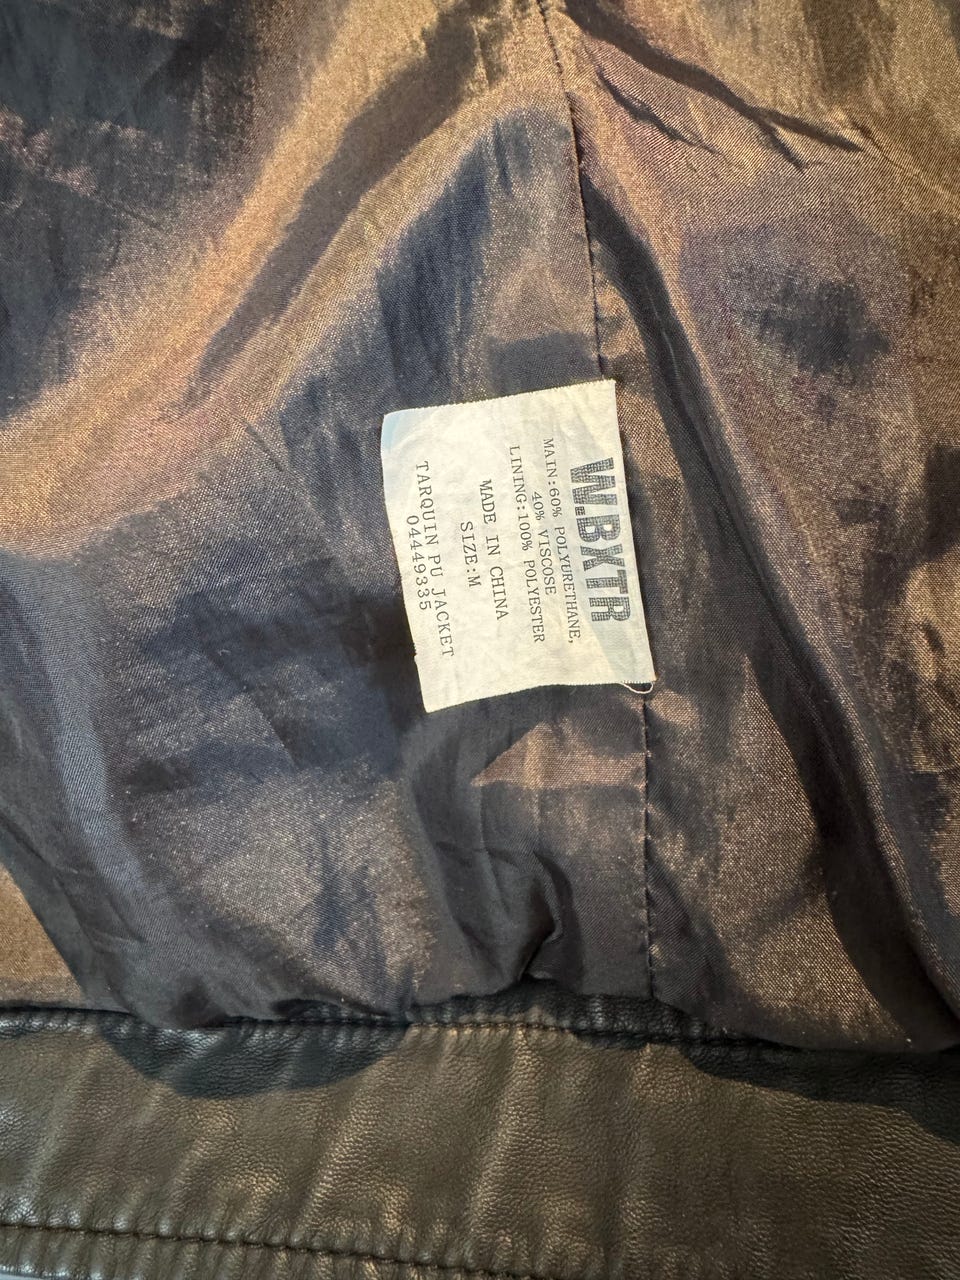 W.BXTR
MAIN:60% POLYURETHANE,
40% VISCOSE
LINING:100% POLYESTER
MADE IN CHINA
SIZE:M
TARQUIN PU JACKET
04449335